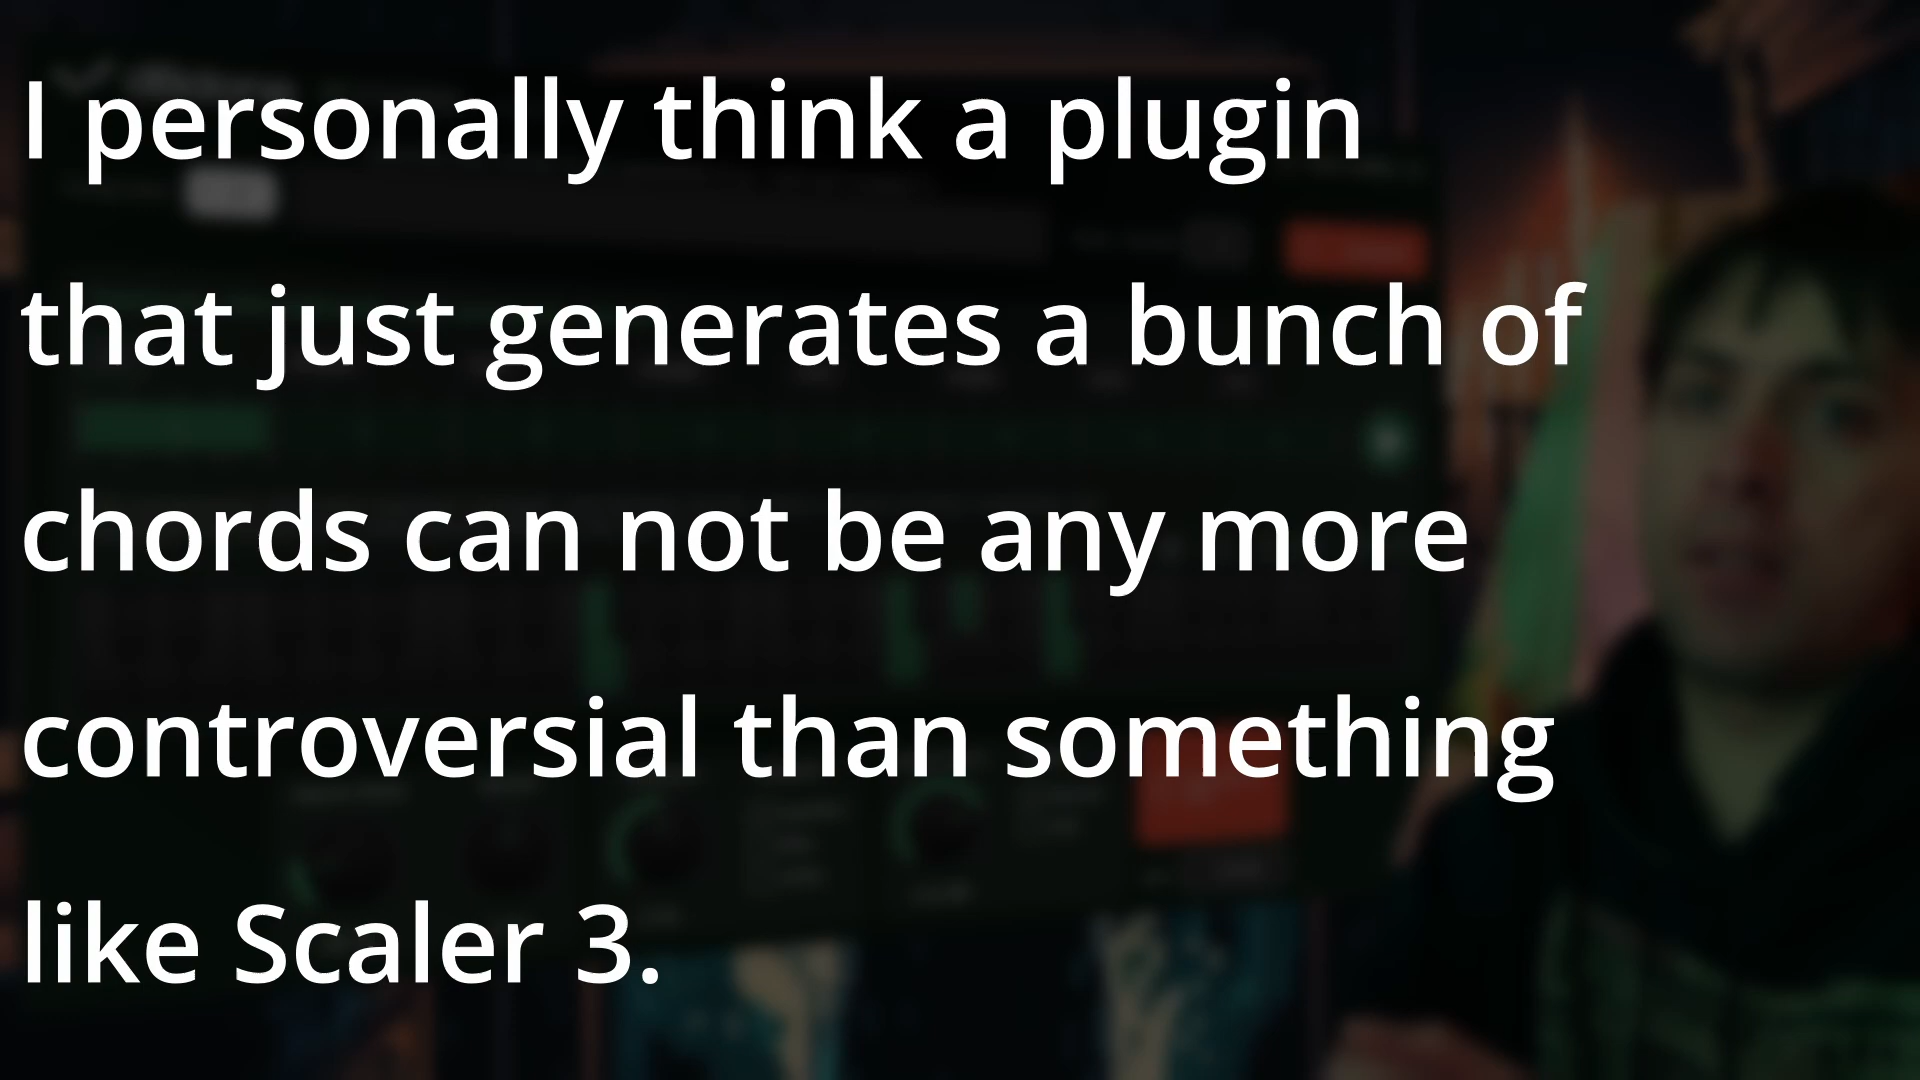 I personally think a plugin
that just generates a bunch of
chords can not be any more
controversial than something
like Scaler 3.